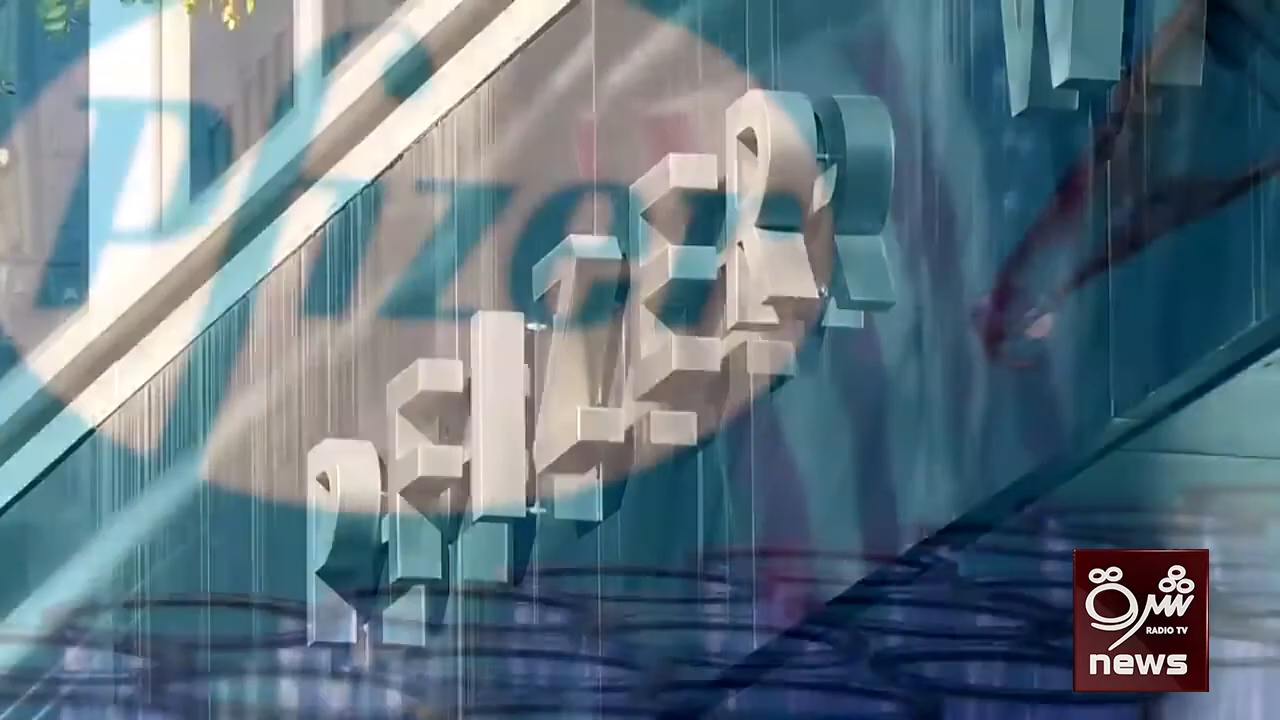 Pfizer
PFIZER
شرق
RADIO TV
news